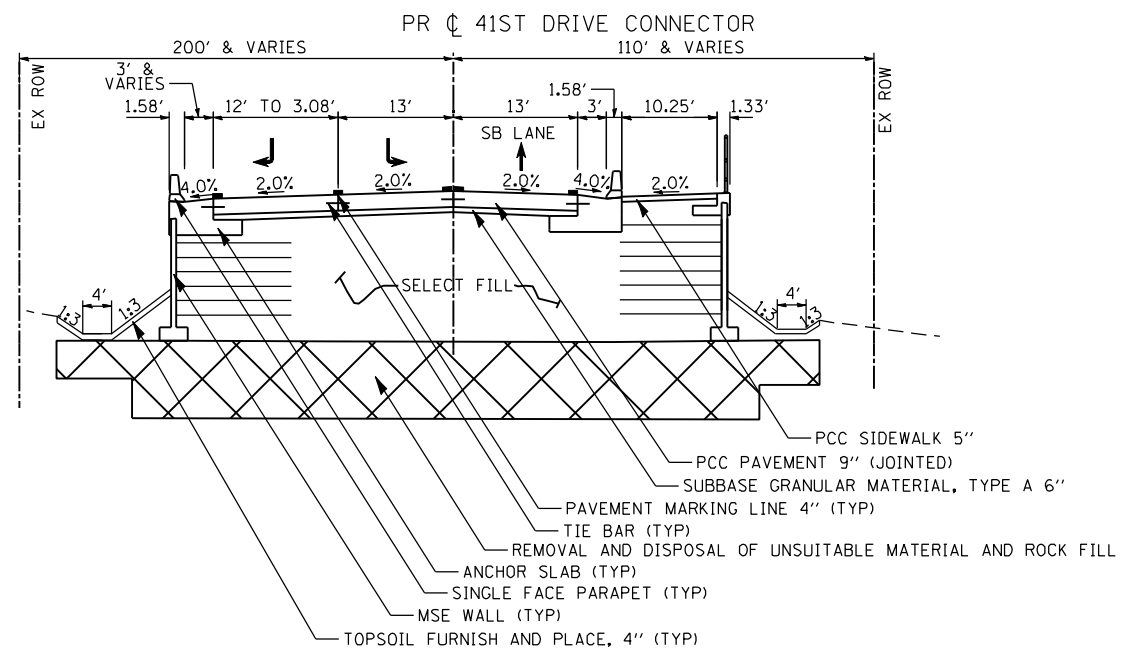 PR ℄ 41ST DRIVE CONNECTOR
200' & VARIES
110' & VARIES
EX ROW
EX ROW
3' &
VARIES
1.58'
12' TO 3.08'
13'
13'
3'
1.58'
10.25'
1.33'
SB LANE
4.0%
2.0%
2.0%
2.0%
4.0%
2.0%
SELECT FILL
1:3
4'
1:3
1:3
4'
1:3
PCC SIDEWALK 5"
PCC PAVEMENT 9" (JOINTED)
SUBBASE GRANULAR MATERIAL, TYPE A 6"
PAVEMENT MARKING LINE 4" (TYP)
TIE BAR (TYP)
REMOVAL AND DISPOSAL OF UNSUITABLE MATERIAL AND ROCK FILL
ANCHOR SLAB (TYP)
SINGLE FACE PARAPET (TYP)
MSE WALL (TYP)
TOPSOIL FURNISH AND PLACE, 4" (TYP)